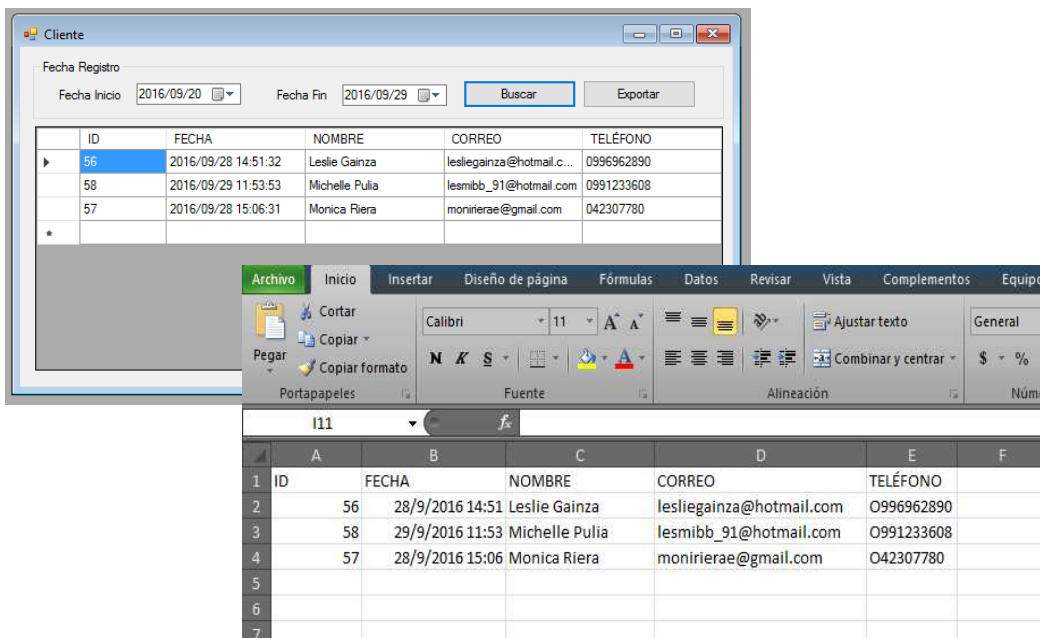 Cliente
Fecha Registro
Fecha Inicio 2016/09/20 Fecha Fin 2016/09/29 Buscar Exportar
ID FECHA NOMBRE CORREO TELÉFONO
56 2016/09/28 14:51:32 Leslie Gainza lesliegainza@hotmail.c... 0996962890
58 2016/09/29 11:53:53 Michelle Pulia lesmibb_91@hotmail.com 0991233608
57 2016/09/28 15:06:31 Monica Riera monirierae@gmail.com 042307780
*
Archivo Inicio Insertar Diseño de página Fórmulas Datos Revisar Vista Complementos Equipo
Cortar
Copiar
Copiar formato
Pegar
Calibri 11 A A
N K S A
Ajustar texto
Combinar y centrar
General
$ %
Portapapeles Fuente Alineación Núm
I11 fx
A B C D E F
1 ID FECHA NOMBRE CORREO TELÉFONO
2 56 28/9/2016 14:51 Leslie Gainza lesliegainza@hotmail.com O996962890
3 58 29/9/2016 11:53 Michelle Pulia lesmibb_91@hotmail.com O991233608
4 57 28/9/2016 15:06 Monica Riera monirierae@gmail.com O42307780
5
6
7